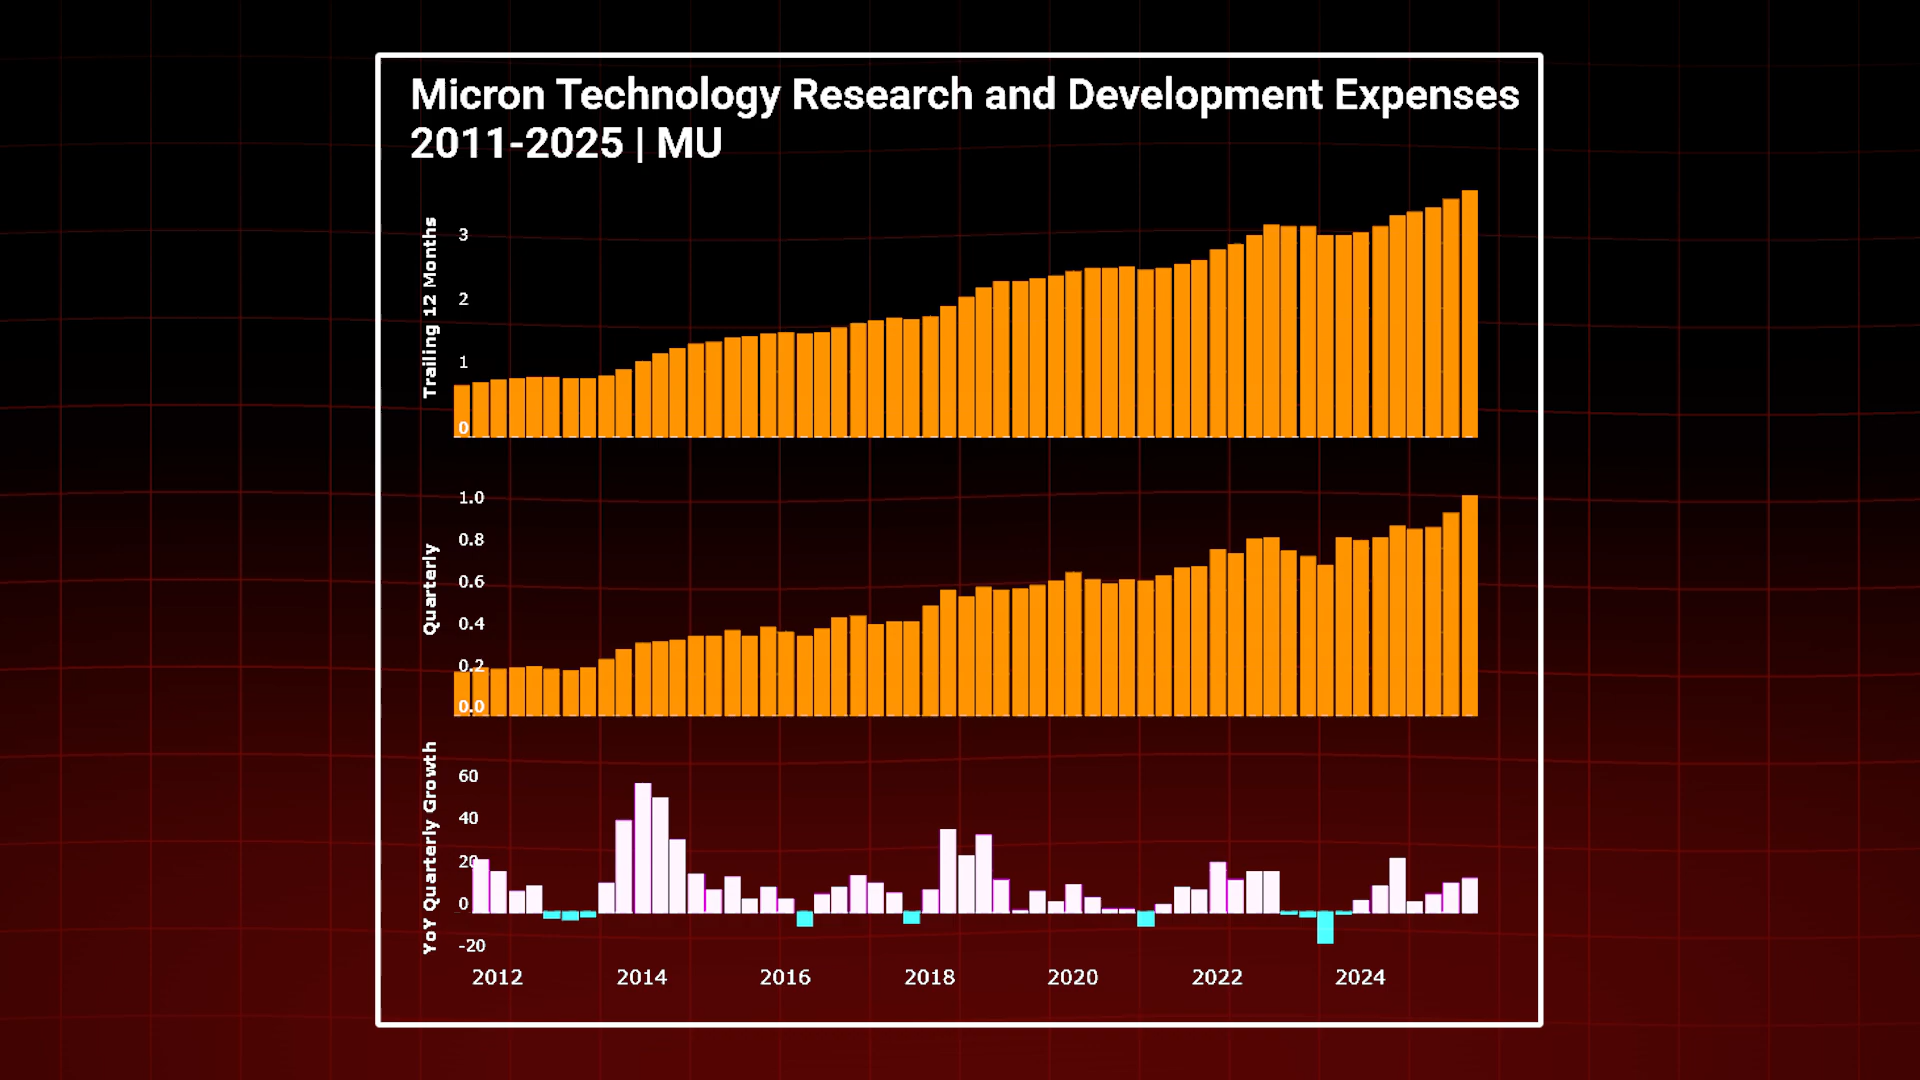 Micron Technology Research and Development Expenses
2011-2025 | MU
Trailing 12 Months
3
2
1
0
Quarterly
1.0
0.8
0.6
0.4
0.2
0.0
YoY Quarterly Growth
60
40
20
0
-20
2012 2014 2016 2018 2020 2022 2024